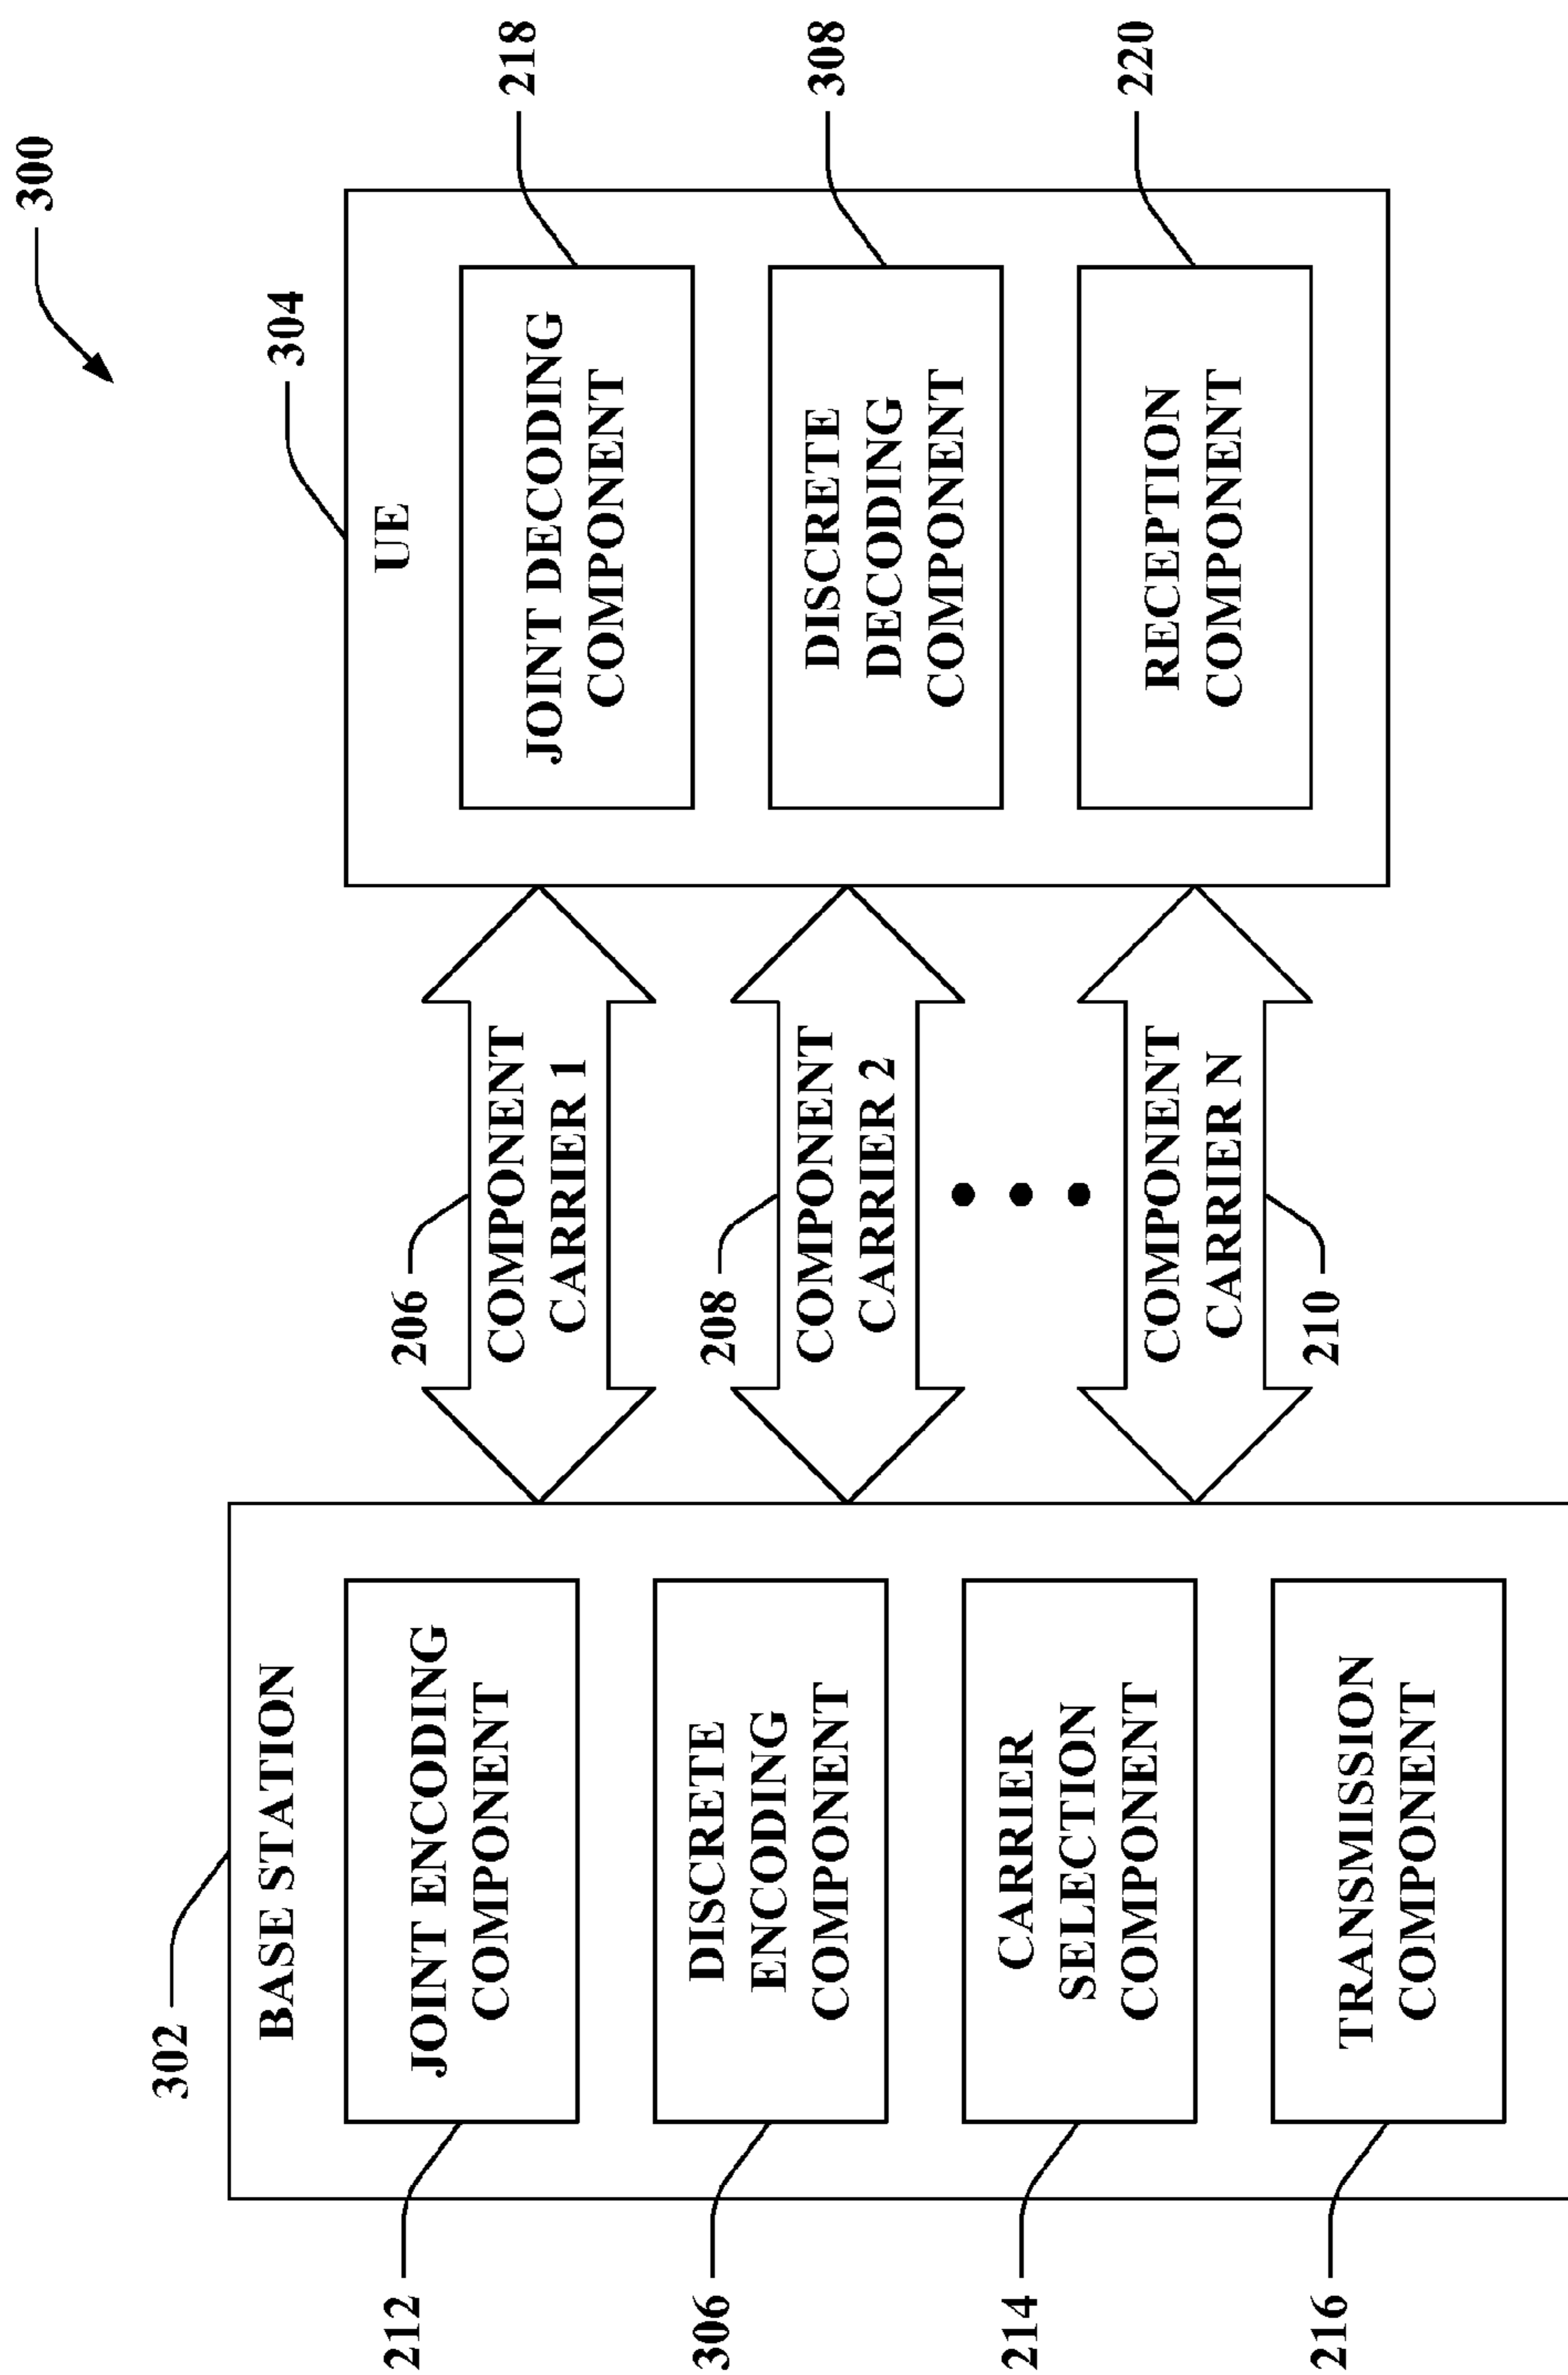 300
302
BASE STATION
212
JOINT ENCODING
COMPONENT
306
DISCRETE
ENCODING
COMPONENT
214
CARRIER
SELECTION
COMPONENT
216
TRANSMISSION
COMPONENT
206
COMPONENT
CARRIER 1
208
COMPONENT
CARRIER 2
COMPONENT
CARRIER N
210
304
UE
JOINT DECODING
COMPONENT
218
DISCRETE
DECODING
COMPONENT
308
RECEPTION
COMPONENT
220